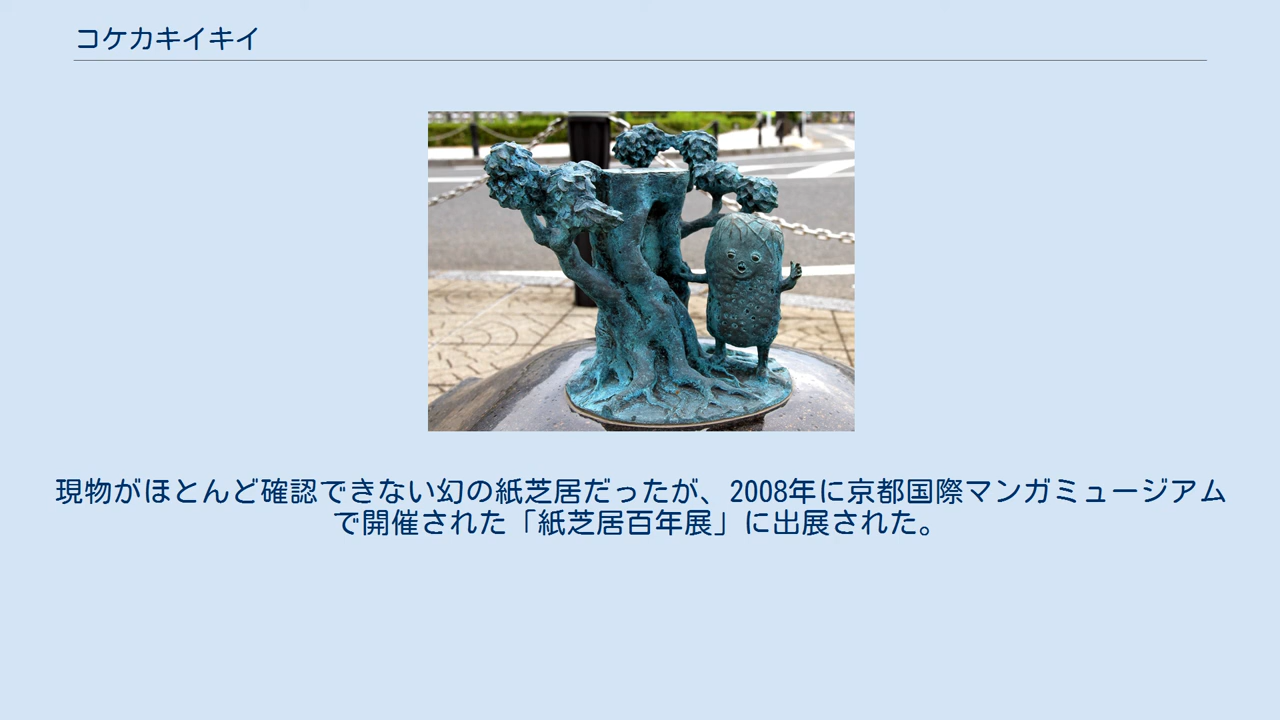 コケカキイキイ
現物がほとんど確認できない幻の紙芝居だったが、2008年に京都国際マンガミュージアム
で開催された「紙芝居百年展」に出展された。